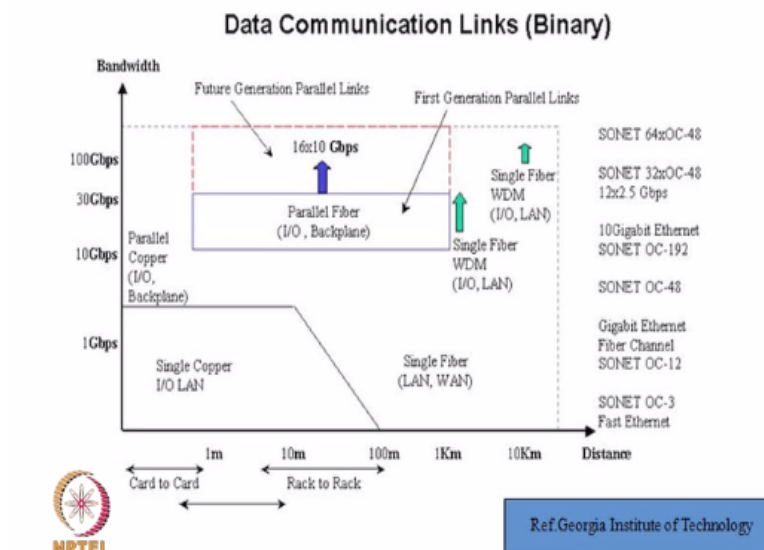 Data Communication Links (Binary)
Bandwidth
Future Generation Parallel Links
First Generation Parallel Links
100Gbps
16x10 Gbps
SONET 64xOC-48
Single Fiber
WDM
(I/O, LAN)
SONET 32xOC-48
12x2.5 Gbps
30Gbps
Parallel Fiber
(I/O , Backplane)
Parallel
Copper
(I/O,
Backplane)
10Gbps
Single Fiber
WDM
(I/O, LAN)
10Gigabit Ethernet
SONET OC-192
SONET OC-48
1Gbps
Single Copper
I/O LAN
Single Fiber
(LAN, WAN)
Gigabit Ethernet
Fiber Channel
SONET OC-12
SONET OC-3
Fast Ethernet
1m
10m
100m
1Km
10Km
Distance
Card to Card
Rack to Rack
NPTEL
Ref.Georgia Institute of Technology